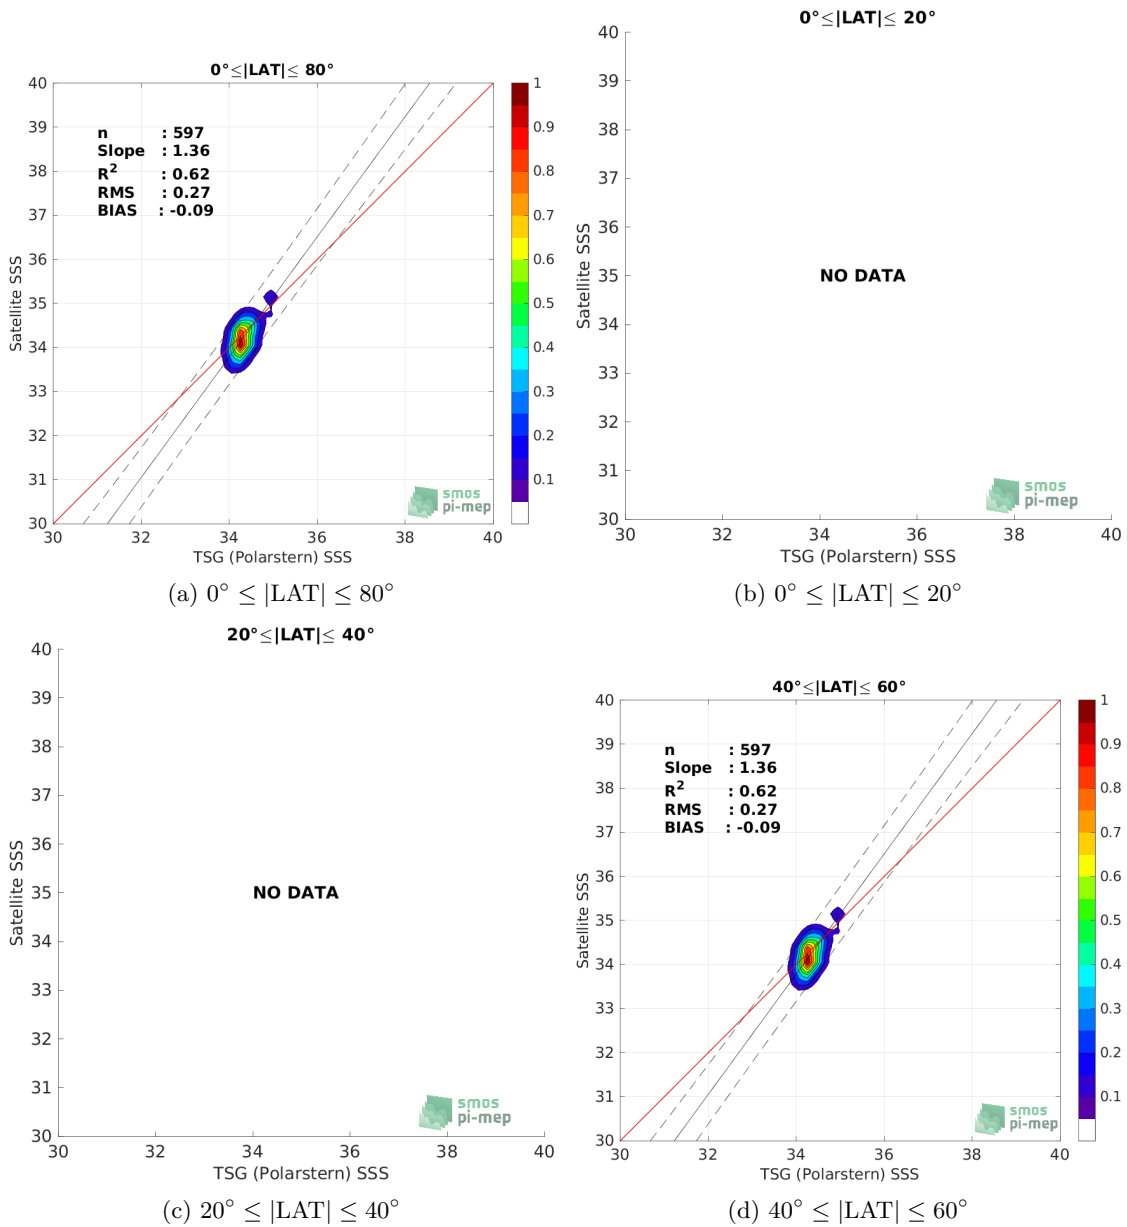 0°≤|LAT|≤ 80°
40
39
38
37
36
35
34
33
32
31
30
Satellite SSS
n : 597
Slope : 1.36
R² : 0.62
RMS : 0.27
BIAS : -0.09
smos
pi-mep
30 32 34 36 38 40
TSG (Polarstern) SSS
1
0.9
0.8
0.7
0.6
0.5
0.4
0.3
0.2
0.1
(a) 0° ≤ |LAT| ≤ 80°
0°≤|LAT|≤ 20°
40
39
38
37
36
35
34
33
32
31
30
Satellite SSS
NO DATA
smos
pi-mep
30 32 34 36 38 40
TSG (Polarstern) SSS
(b) 0° ≤ |LAT| ≤ 20°
20°≤|LAT|≤ 40°
40
39
38
37
36
35
34
33
32
31
30
Satellite SSS
NO DATA
smos
pi-mep
30 32 34 36 38 40
TSG (Polarstern) SSS
(c) 20° ≤ |LAT| ≤ 40°
40°≤|LAT|≤ 60°
40
39
38
37
36
35
34
33
32
31
30
Satellite SSS
n : 597
Slope : 1.36
R² : 0.62
RMS : 0.27
BIAS : -0.09
smos
pi-mep
30 32 34 36 38 40
TSG (Polarstern) SSS
1
0.9
0.8
0.7
0.6
0.5
0.4
0.3
0.2
0.1
(d) 40° ≤ |LAT| ≤ 60°